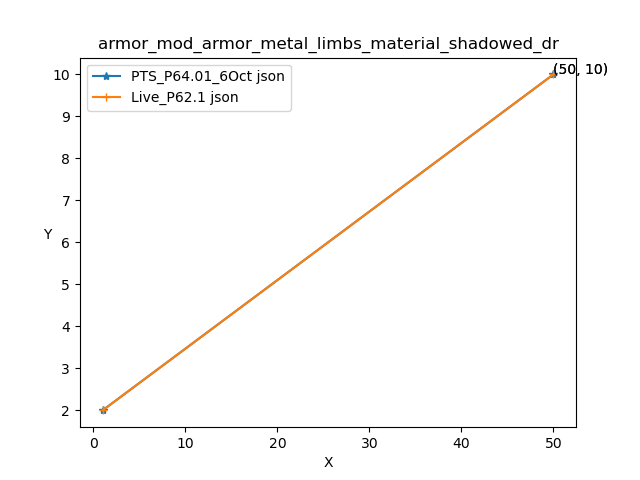 armor_mod_armor_metal_limbs_material_shadowed_dr
PTS_P64.01_6Oct json
Live_P62.1 json
(50, 10)
10
9
8
7
6
5
4
3
2
Y
0 10 20 30 40 50
X